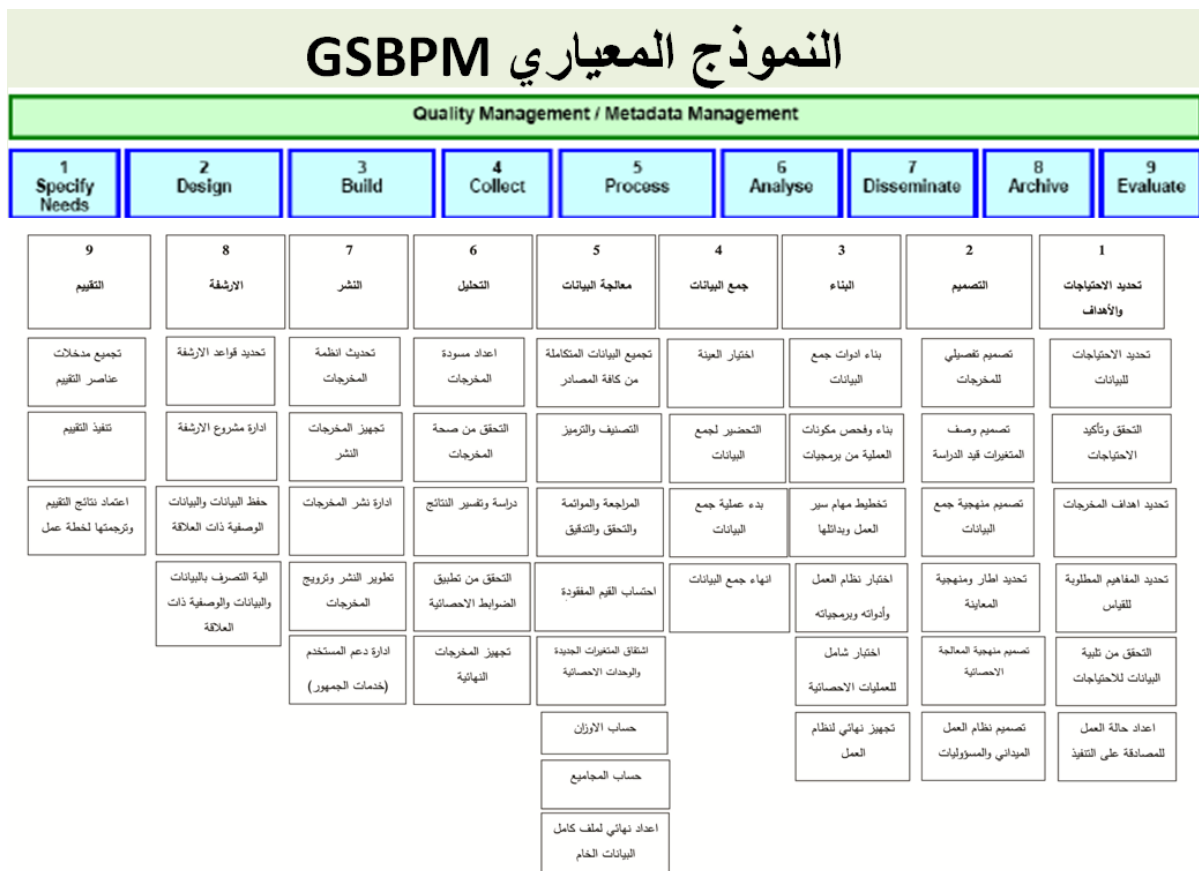 النموذج المعياري GSBPM
Quality Management / Metadata Management
1
Specify
Needs
2
Design
3
Build
4
Collect
5
Process
6
Analyse
7
Disseminate
8
Archive
9
Evaluate
1
تحديد الاحتياجات
والأهداف
2
التصميم
3
البناء
4
جمع البيانات
5
معالجة البيانات
6
التحليل
7
النشر
8
الارشفة
9
التقييم
تحديد الاحتياجات
للبيانات
تصميم تفصيلي
للمخرجات
بناء ادوات جمع
البيانات
اختيار العينة
تجميع البيانات المتكاملة
من كافة المصادر
اعداد مسودة
المخرجات
تحديث انظمة
المخرجات
تحديد قواعد الارشفة
تجميع مدخلات
عناصر التقييم
التحقق وتأكيد
الاحتياجات
تصميم وصف
المتغيرات قيد الدراسة
بناء وفحص مكونات
العملية من برمجيات
التحضير لجمع
البيانات
التصنيف والترميز
التحقق من صحة
المخرجات
تجهيز المخرجات
النشر
ادارة مشروع الارشفة
تنفيذ التقييم
تحديد اهداف المخرجات
تصميم منهجية جمع
البيانات
تخطيط مهام سير
العمل وبدائلها
بدء عملية جمع
البيانات
المراجعة والموائمة
والتحقق والتدقيق
دراسة وتفسير النتائج
ادارة نشر المخرجات
حفظ البيانات والبيانات
الوصفية ذات العلاقة
اعتماد نتائج التقييم
وترجمتها لخطة عمل
تحديد المفاهيم المطلوبة
للقياس
تحديد اطار ومنهجية
المعاينة
اختبار نظام العمل
وأدواته وبرمجياته
انهاء جمع البيانات
احتساب القيم المفقودة
التحقق من تطبيق
الضوابط الاحصائية
تطوير النشر وترويج
المخرجات
الية التصرف بالبيانات
والبيانات والوصفية ذات
العلاقة
التحقق من تلبية
البيانات للاحتياجات
تصميم منهجية المعالجة
الاحصائية
اختبار شامل
للعمليات الاحصائية
اشتقاق المتغيرات الجديدة
والوحدات الاحصائية
تجهيز المخرجات
النهائية
ادارة دعم المستخدم
(خدمات الجمهور)
اعداد حالة العمل
للمصادقة على التنفيذ
تصميم نظام العمل
الميداني والمسؤوليات
تجهيز نهائي لنظام
العمل
حساب الاوزان
حساب المجاميع
اعداد نهائي لملف كامل
البيانات الخام